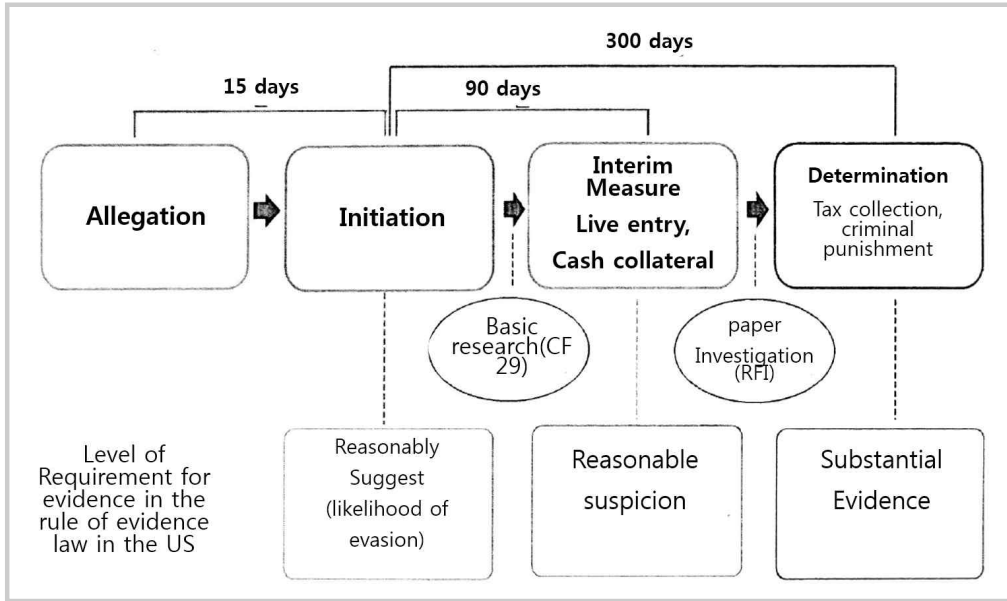 300 days
15 days
90 days
Allegation
Initiation
Interim
Measure
Live entry,
Cash collateral
Determination
Tax collection,
criminal
punishment
Basic
research(CF
29)
paper
Investigation
(RFI)
Level of
Requirement for
evidence in the
rule of evidence
law in the US
Reasonably
Suggest
(likelihood of
evasion)
Reasonable
suspicion
Substantial
Evidence